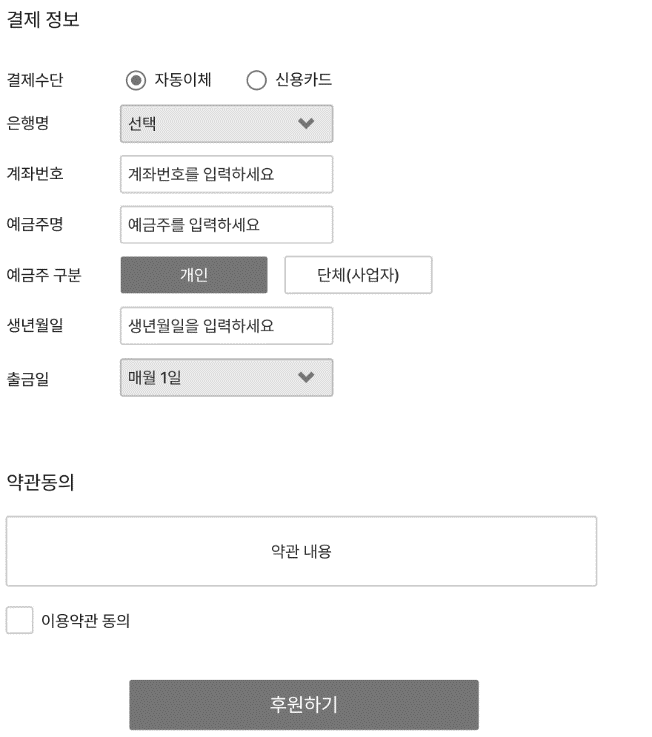 결제 정보
결제수단 자동이체 신용카드
은행명 선택
계좌번호 계좌번호를 입력하세요
예금주명 예금주를 입력하세요
예금주 구분 개인 단체(사업자)
생년월일 생년월일을 입력하세요
출금일 매월 1일
약관동의
약관 내용
이용약관 동의
후원하기